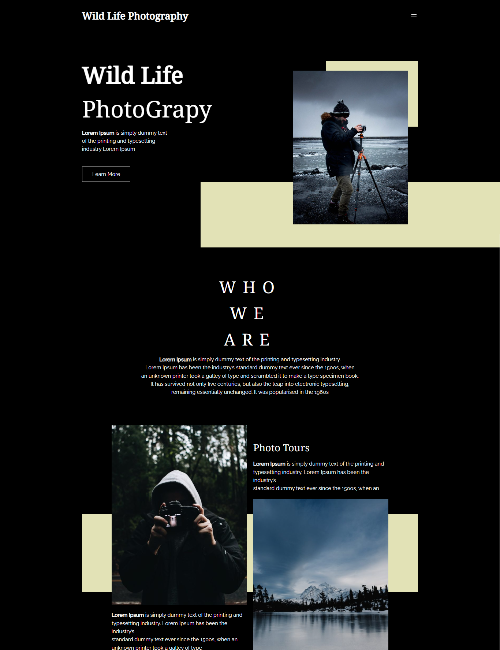 Wild Life Photography
Wild Life
PhotoGrapy
Lorem Ipsum is simply dummy text
of the printing and typesetting
industry Lorem Ipsum
Learn More
WHO
WE
ARE
Lorem Ipsum is simply dummy text of the printing and typesetting industry
Lorem Ipsum has been the industry's standard dummy text ever since the 1500s, when
an unknown printer took a galley of type and scrambled it to make a type specimen book.
It has survived not only five centuries, but also the leap into electronic typesetting,
remaining essentially unchanged. It was popularised in the 1960s
Photo Tours
Lorem Ipsum is simply dummy text of the printing and
typesetting industry. Lorem Ipsum has been the
industry's
standard dummy text ever since the 1500s, when an
Lorem Ipsum is simply dummy text of the printing and
typesetting industry. Lorem Ipsum has been the
industry's
standard dummy text ever since the 1500s, when an
unknown printer took a galley of type